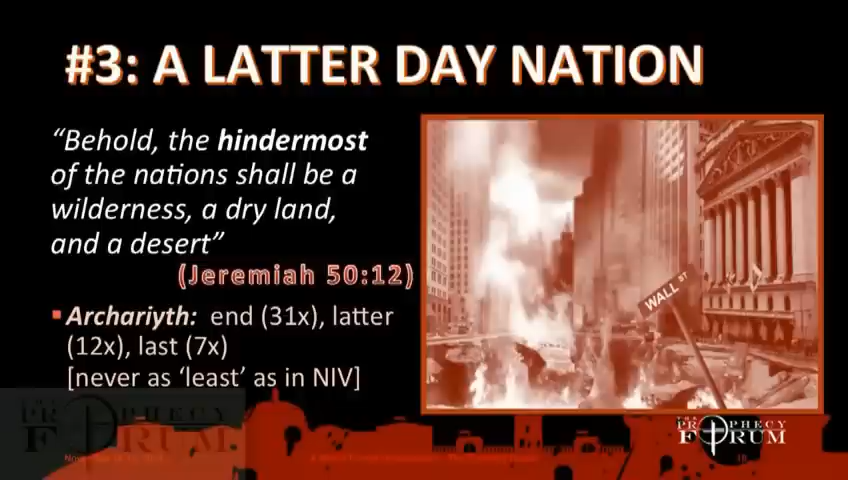 #3: A LATTER DAY NATION
“Behold, the hindermost
of the nations shall be a
wilderness, a dry land,
and a desert”
(Jeremiah 50:12)
Archariyth: end (31x), latter
(12x), last (7x)
[never as ‘least’ as in NIV]
WALL ST
THE
PROPHECY
FORUM
THE
PROPHECY
FORUM